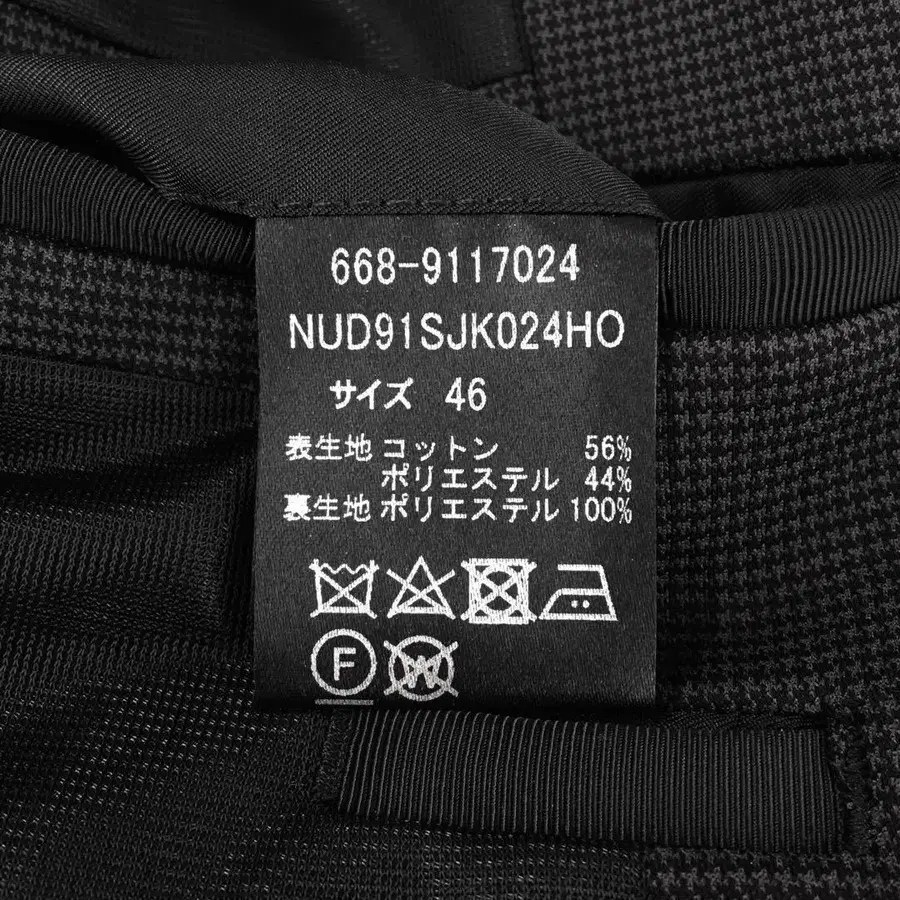 668-9117024
NUD91SJK024HO
サイズ 46
表生地 コットン 56%
ポリエステル 44%
裏生地 ポリエステル 100%
F
W